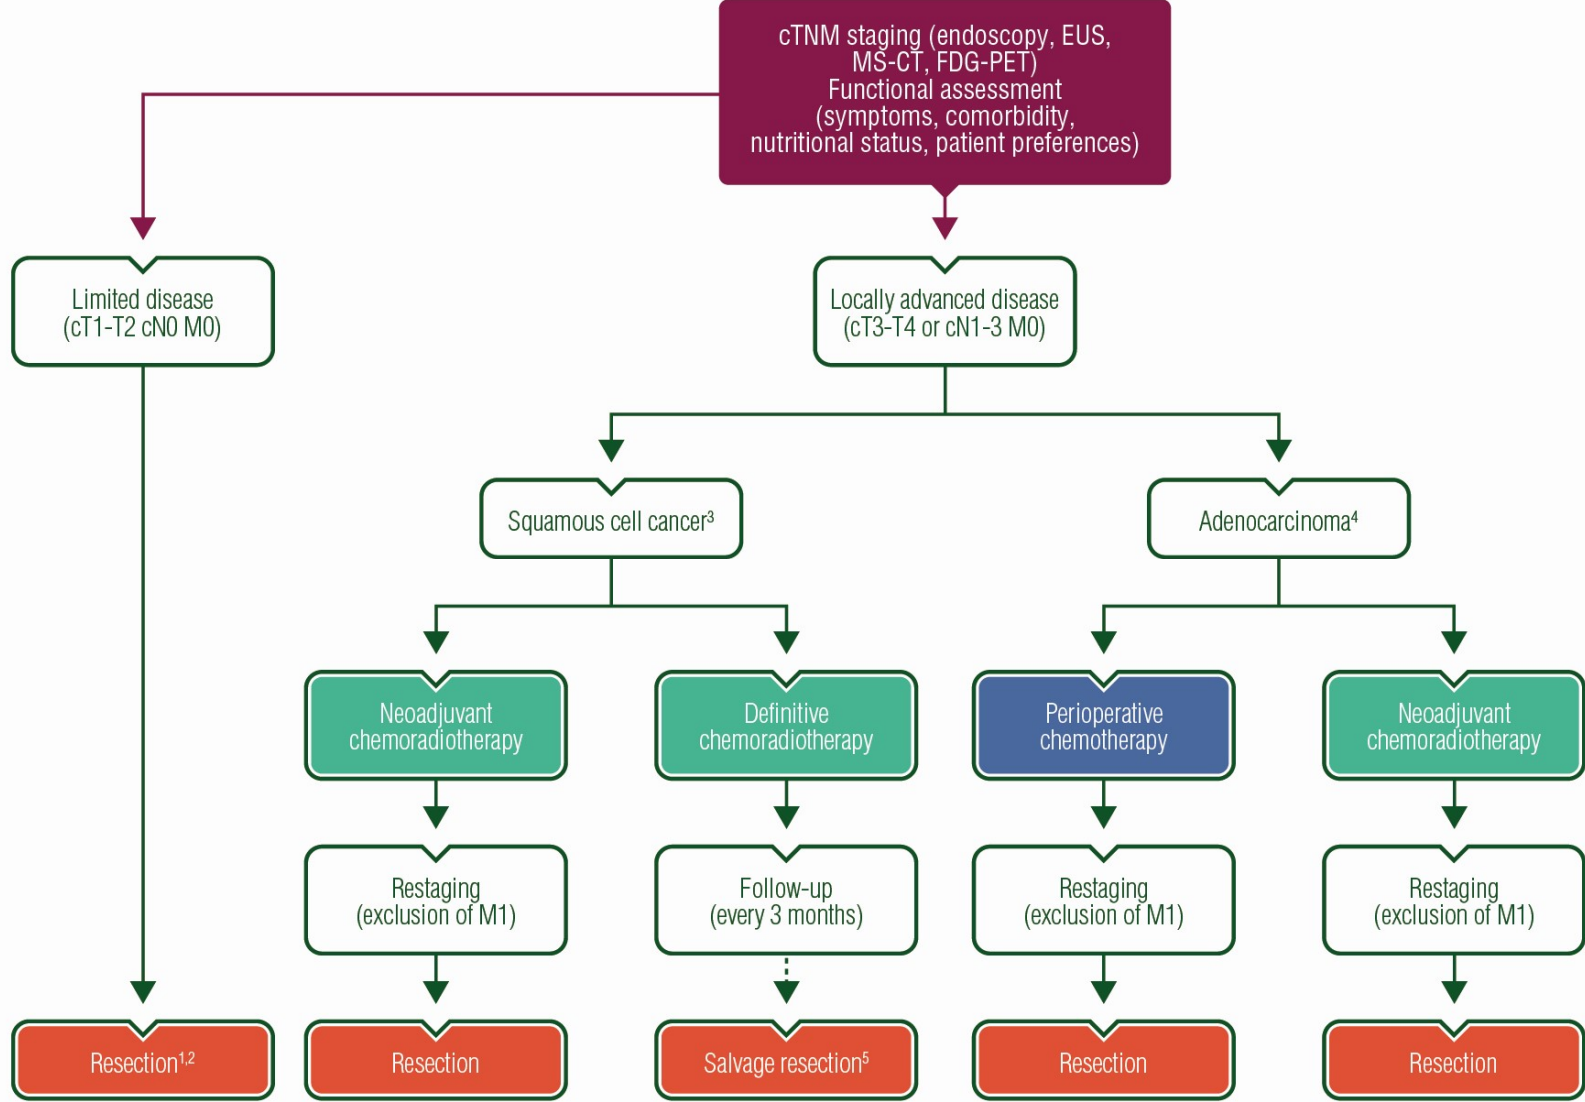 cTNM staging (endoscopy, EUS,
MS-CT, FDG-PET)
Functional assessment
(symptoms, comorbidity,
nutritional status, patient preferences)
Limited disease
(cT1-T2 cN0 M0)
Locally advanced disease
(cT3-T4 or cN1-3 M0)
Squamous cell cancer³
Adenocarcinoma⁴
Neoadjuvant
chemoradiotherapy
Definitive
chemoradiotherapy
Perioperative
chemotherapy
Neoadjuvant
chemoradiotherapy
Restaging
(exclusion of M1)
Follow-up
(every 3 months)
Restaging
(exclusion of M1)
Restaging
(exclusion of M1)
Resection¹,²
Resection
Salvage resection⁵
Resection
Resection